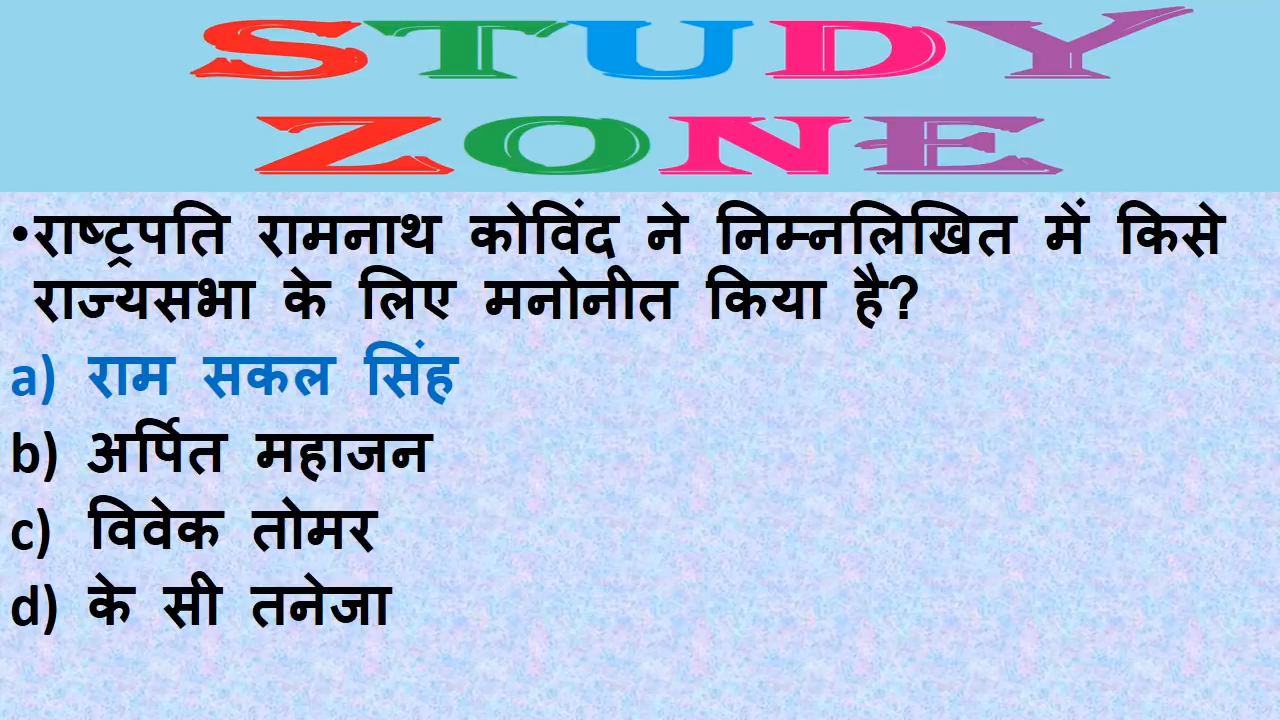 STUDY
ZONE
•राष्ट्रपति रामनाथ कोविंद ने निम्नलिखित में किसे
राज्यसभा के लिए मनोनीत किया है?
a) राम सकल सिंह
b) अर्पित महाजन
c) विवेक तोमर
d) के सी तनेजा